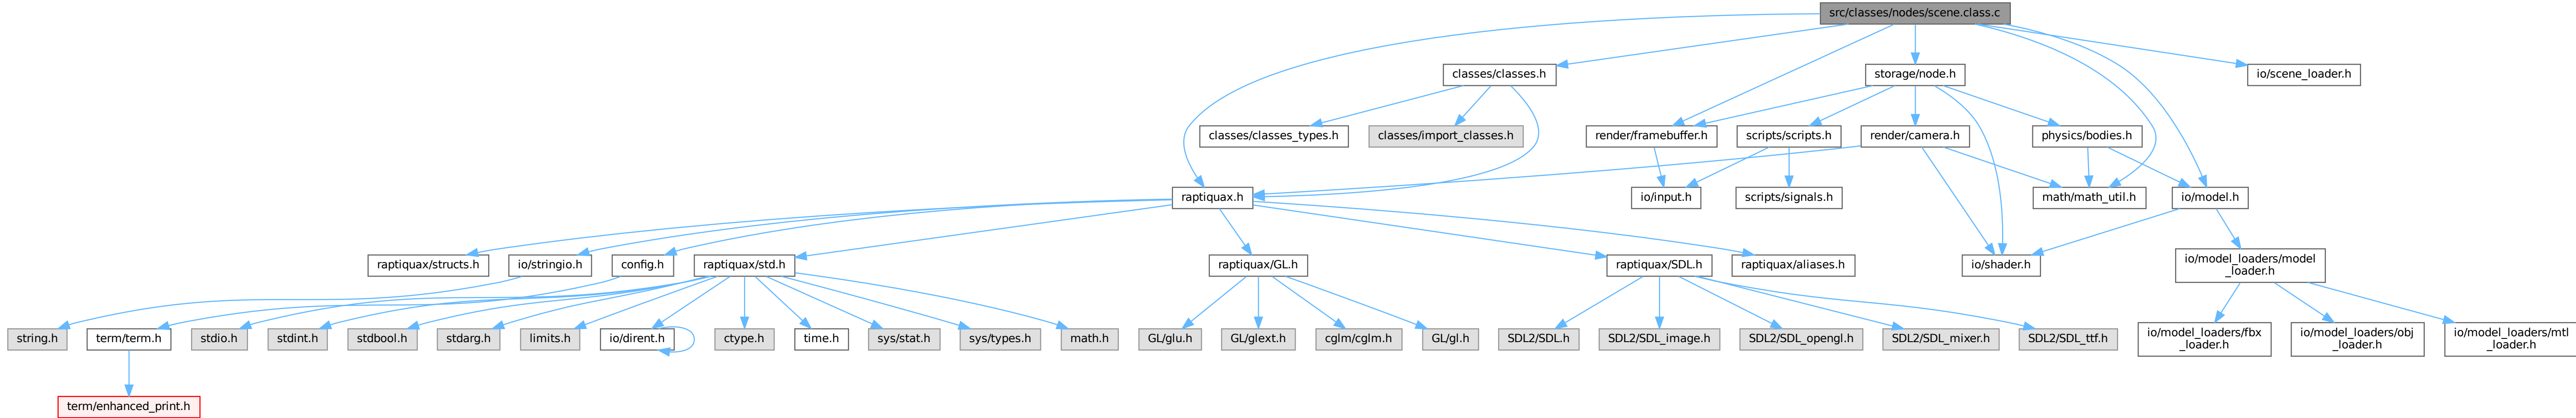 src/classes/nodes/scene.class.c
classes/classes.h
storage/node.h
io/scene_loader.h
classes/classes_types.h
classes/import_classes.h
render/framebuffer.h
scripts/scripts.h
render/camera.h
physics/bodies.h
raptiquax.h
io/input.h
scripts/signals.h
math/math_util.h
io/model.h
raptiquax/structs.h
io/stringio.h
config.h
raptiquax/std.h
raptiquax/GL.h
raptiquax/SDL.h
raptiquax/aliases.h
io/shader.h
io/model_loaders/model
_loader.h
string.h
term/term.h
stdio.h
stdint.h
stdbool.h
stdarg.h
limits.h
io/dirent.h
ctype.h
time.h
sys/stat.h
sys/types.h
math.h
GL/glu.h
GL/glext.h
cglm/cglm.h
GL/gl.h
SDL2/SDL.h
SDL2/SDL_image.h
SDL2/SDL_opengl.h
SDL2/SDL_mixer.h
SDL2/SDL_ttf.h
io/model_loaders/fbx
_loader.h
io/model_loaders/obj
_loader.h
io/model_loaders/mtl
_loader.h
term/enhanced_print.h